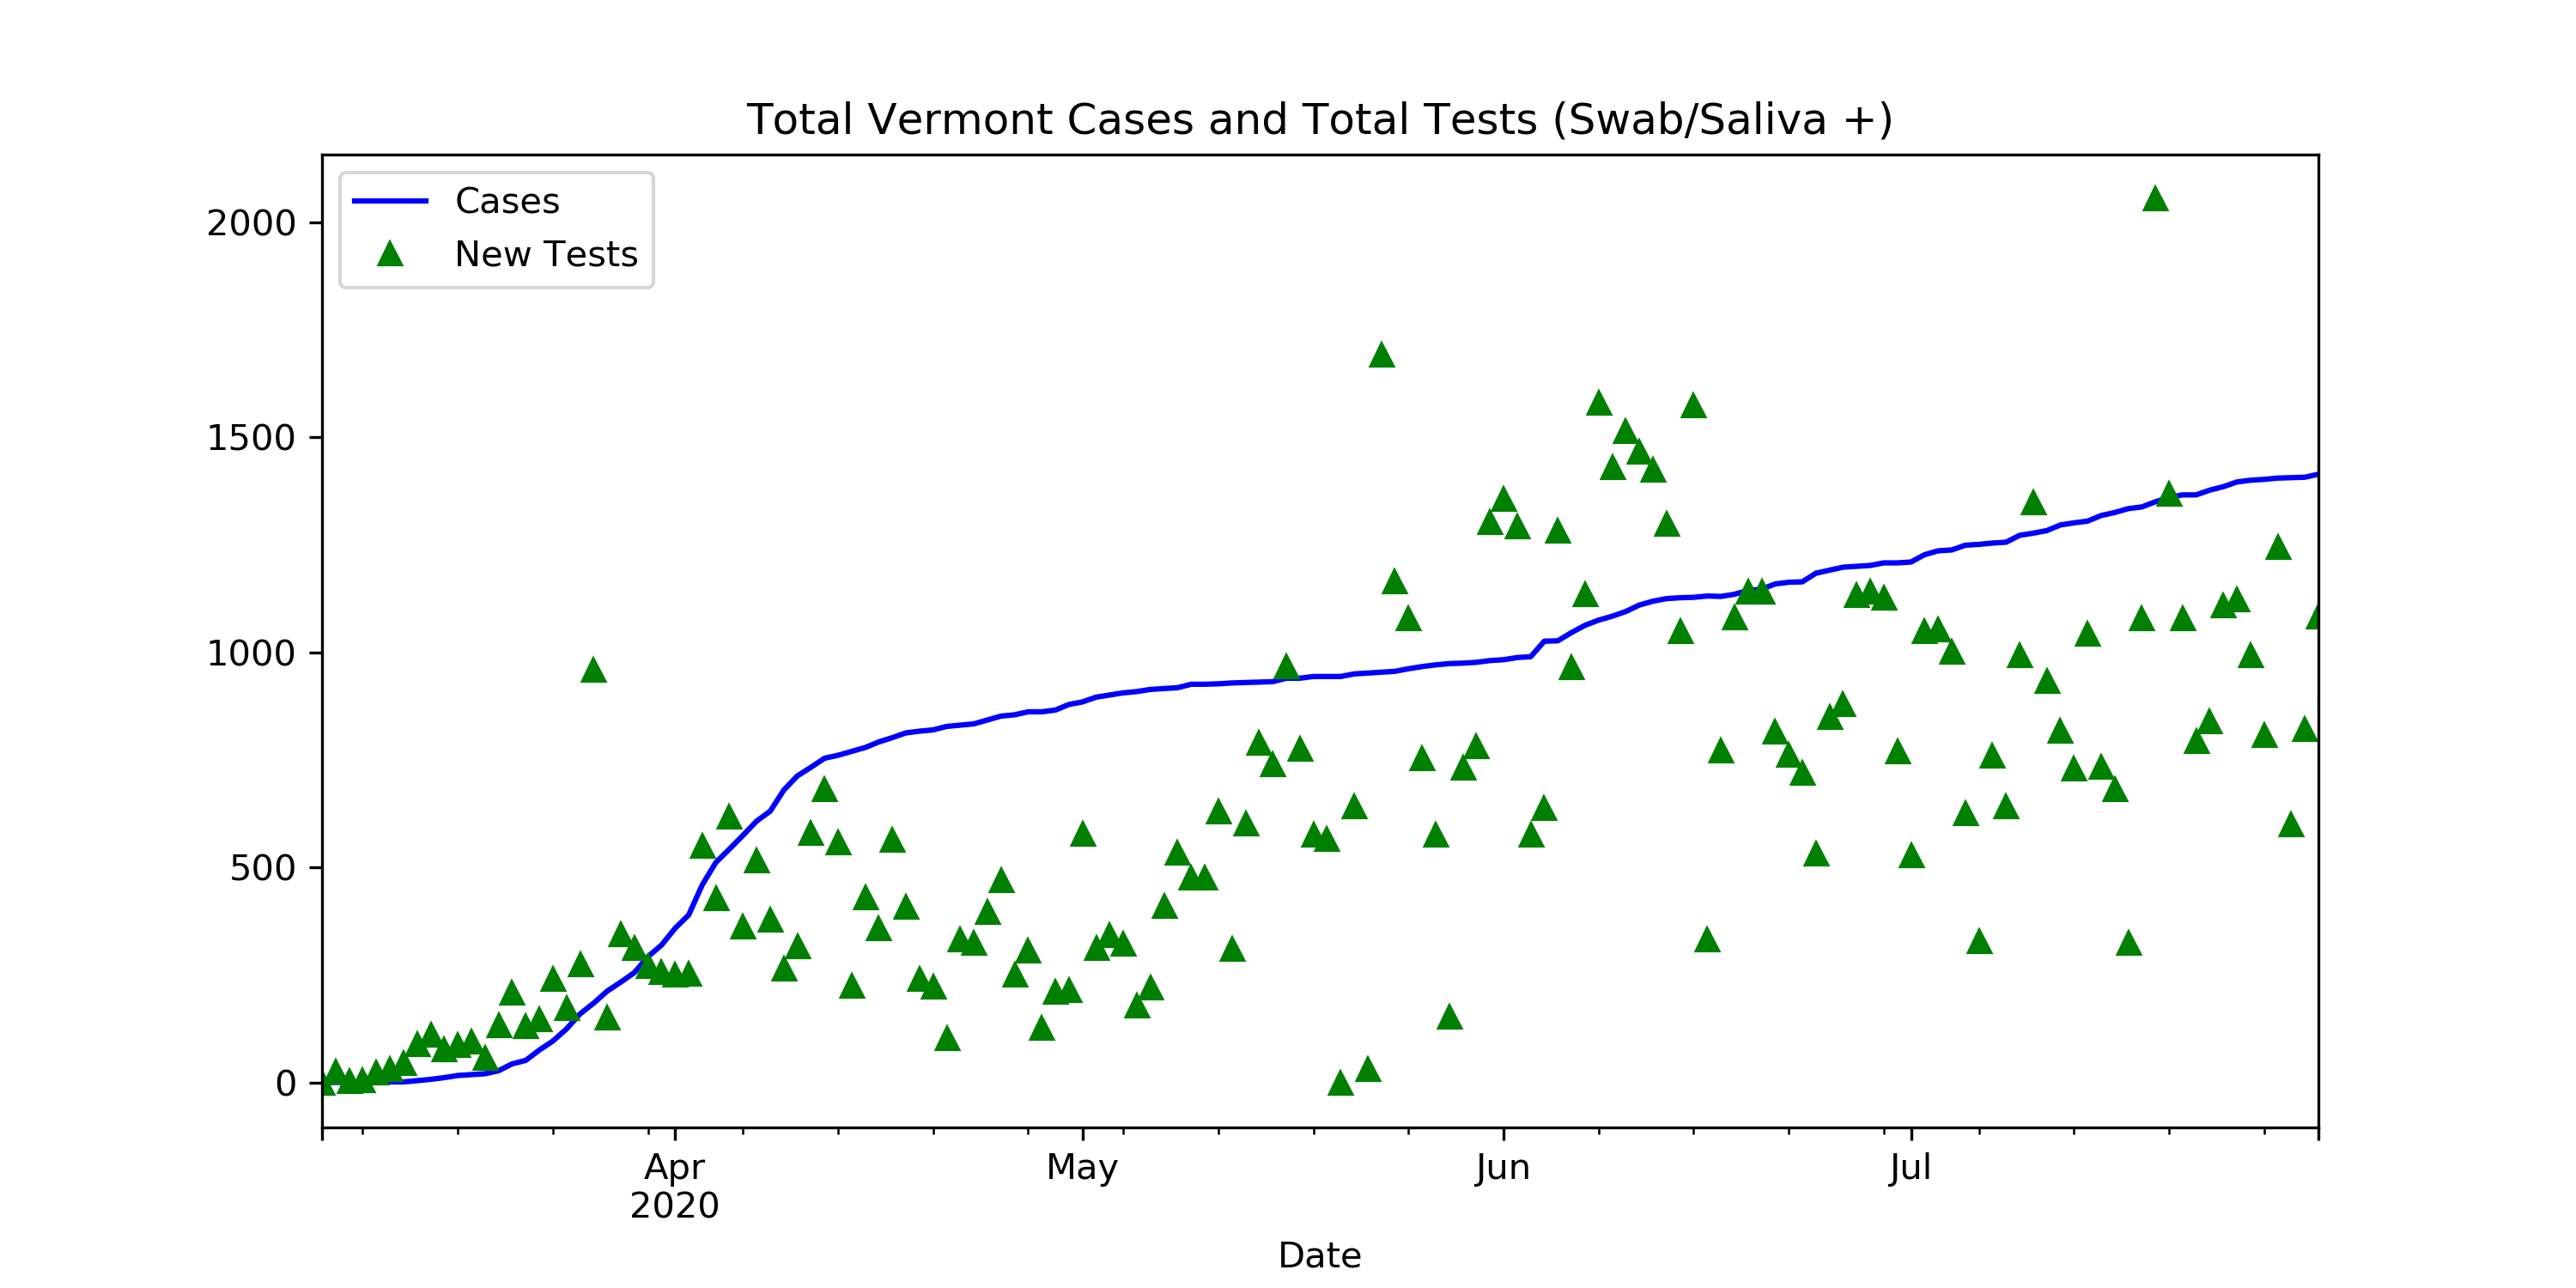 Total Vermont Cases and Total Tests (Swab/Saliva +)
Cases
New Tests
2000
1500
1000
500
0
Apr
2020
May
Jun
Jul
Date